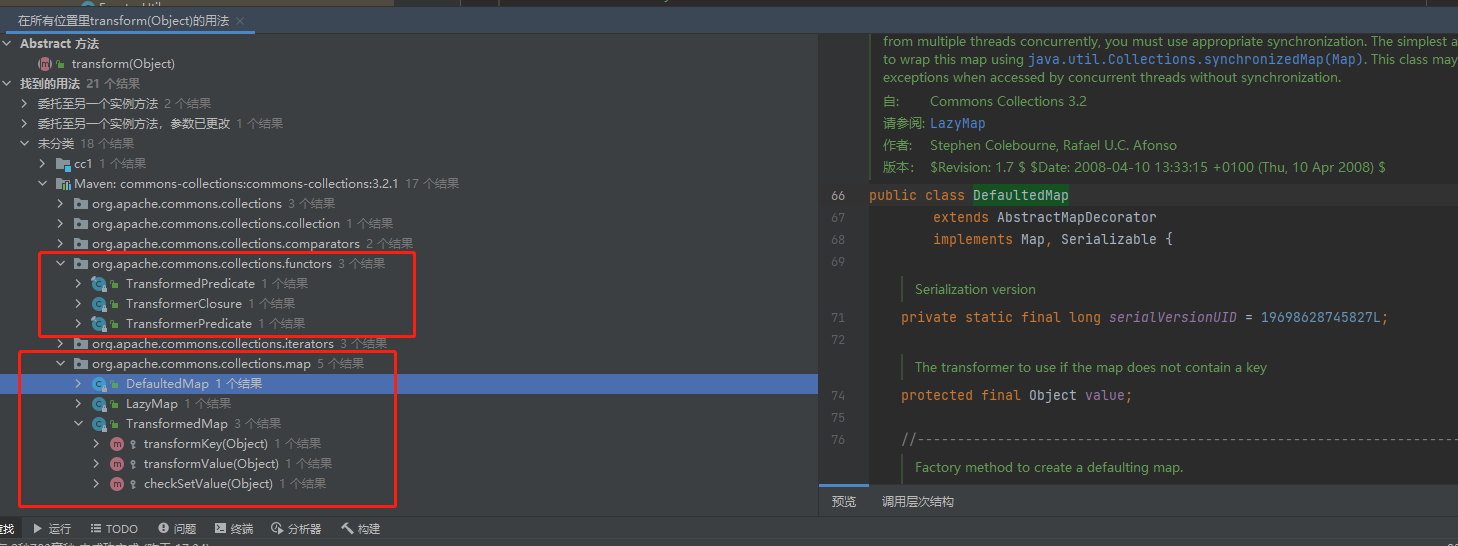 在所有位置里transform(Object)的用法
Abstract 方法
transform(Object)
找到的用法 21 个结果
委托至另一个实例方法 2 个结果
委托至另一个实例方法，参数已更改 1 个结果
未分类 18 个结果
cc1 1 个结果
Maven: commons-collections:commons-collections:3.2.1 17 个结果
org.apache.commons.collections 3 个结果
org.apache.commons.collections.collection 1 个结果
org.apache.commons.collections.comparators 2 个结果
org.apache.commons.collections.functors 3 个结果
TransformedPredicate 1 个结果
TransformerClosure 1 个结果
TransformerPredicate 1 个结果
org.apache.commons.collections.iterators 3 个结果
org.apache.commons.collections.map 5 个结果
DefaultedMap 1 个结果
LazyMap 1 个结果
TransformedMap 3 个结果
transformKey(Object) 1 个结果
transformValue(Object) 1 个结果
checkSetValue(Object) 1 个结果
from multiple threads concurrently, you must use appropriate synchronization. The simplest a
to wrap this map using java.util.Collections.synchronizedMap(Map). This class may
exceptions when accessed by concurrent threads without synchronization.
自: Commons Collections 3.2
请参阅: LazyMap
作者: Stephen Colebourne, Rafael U.C. Afonso
版本: $Revision: 1.7 $ $Date: 2008-04-10 13:33:15 +0100 (Thu, 10 Apr 2008) $
66 public class DefaultedMap
67 extends AbstractMapDecorator
68 implements Map, Serializable {
69
Serialization version
71 private static final long serialVersionUID = 19698628745827L;
72
The transformer to use if the map does not contain a key
74 protected final Object value;
75
76 //-----------------------------------------------------------------------
Factory method to create a defaulting map.
预览 调用层次结构
查找 运行 TODO 问题 终端 分析器 构建